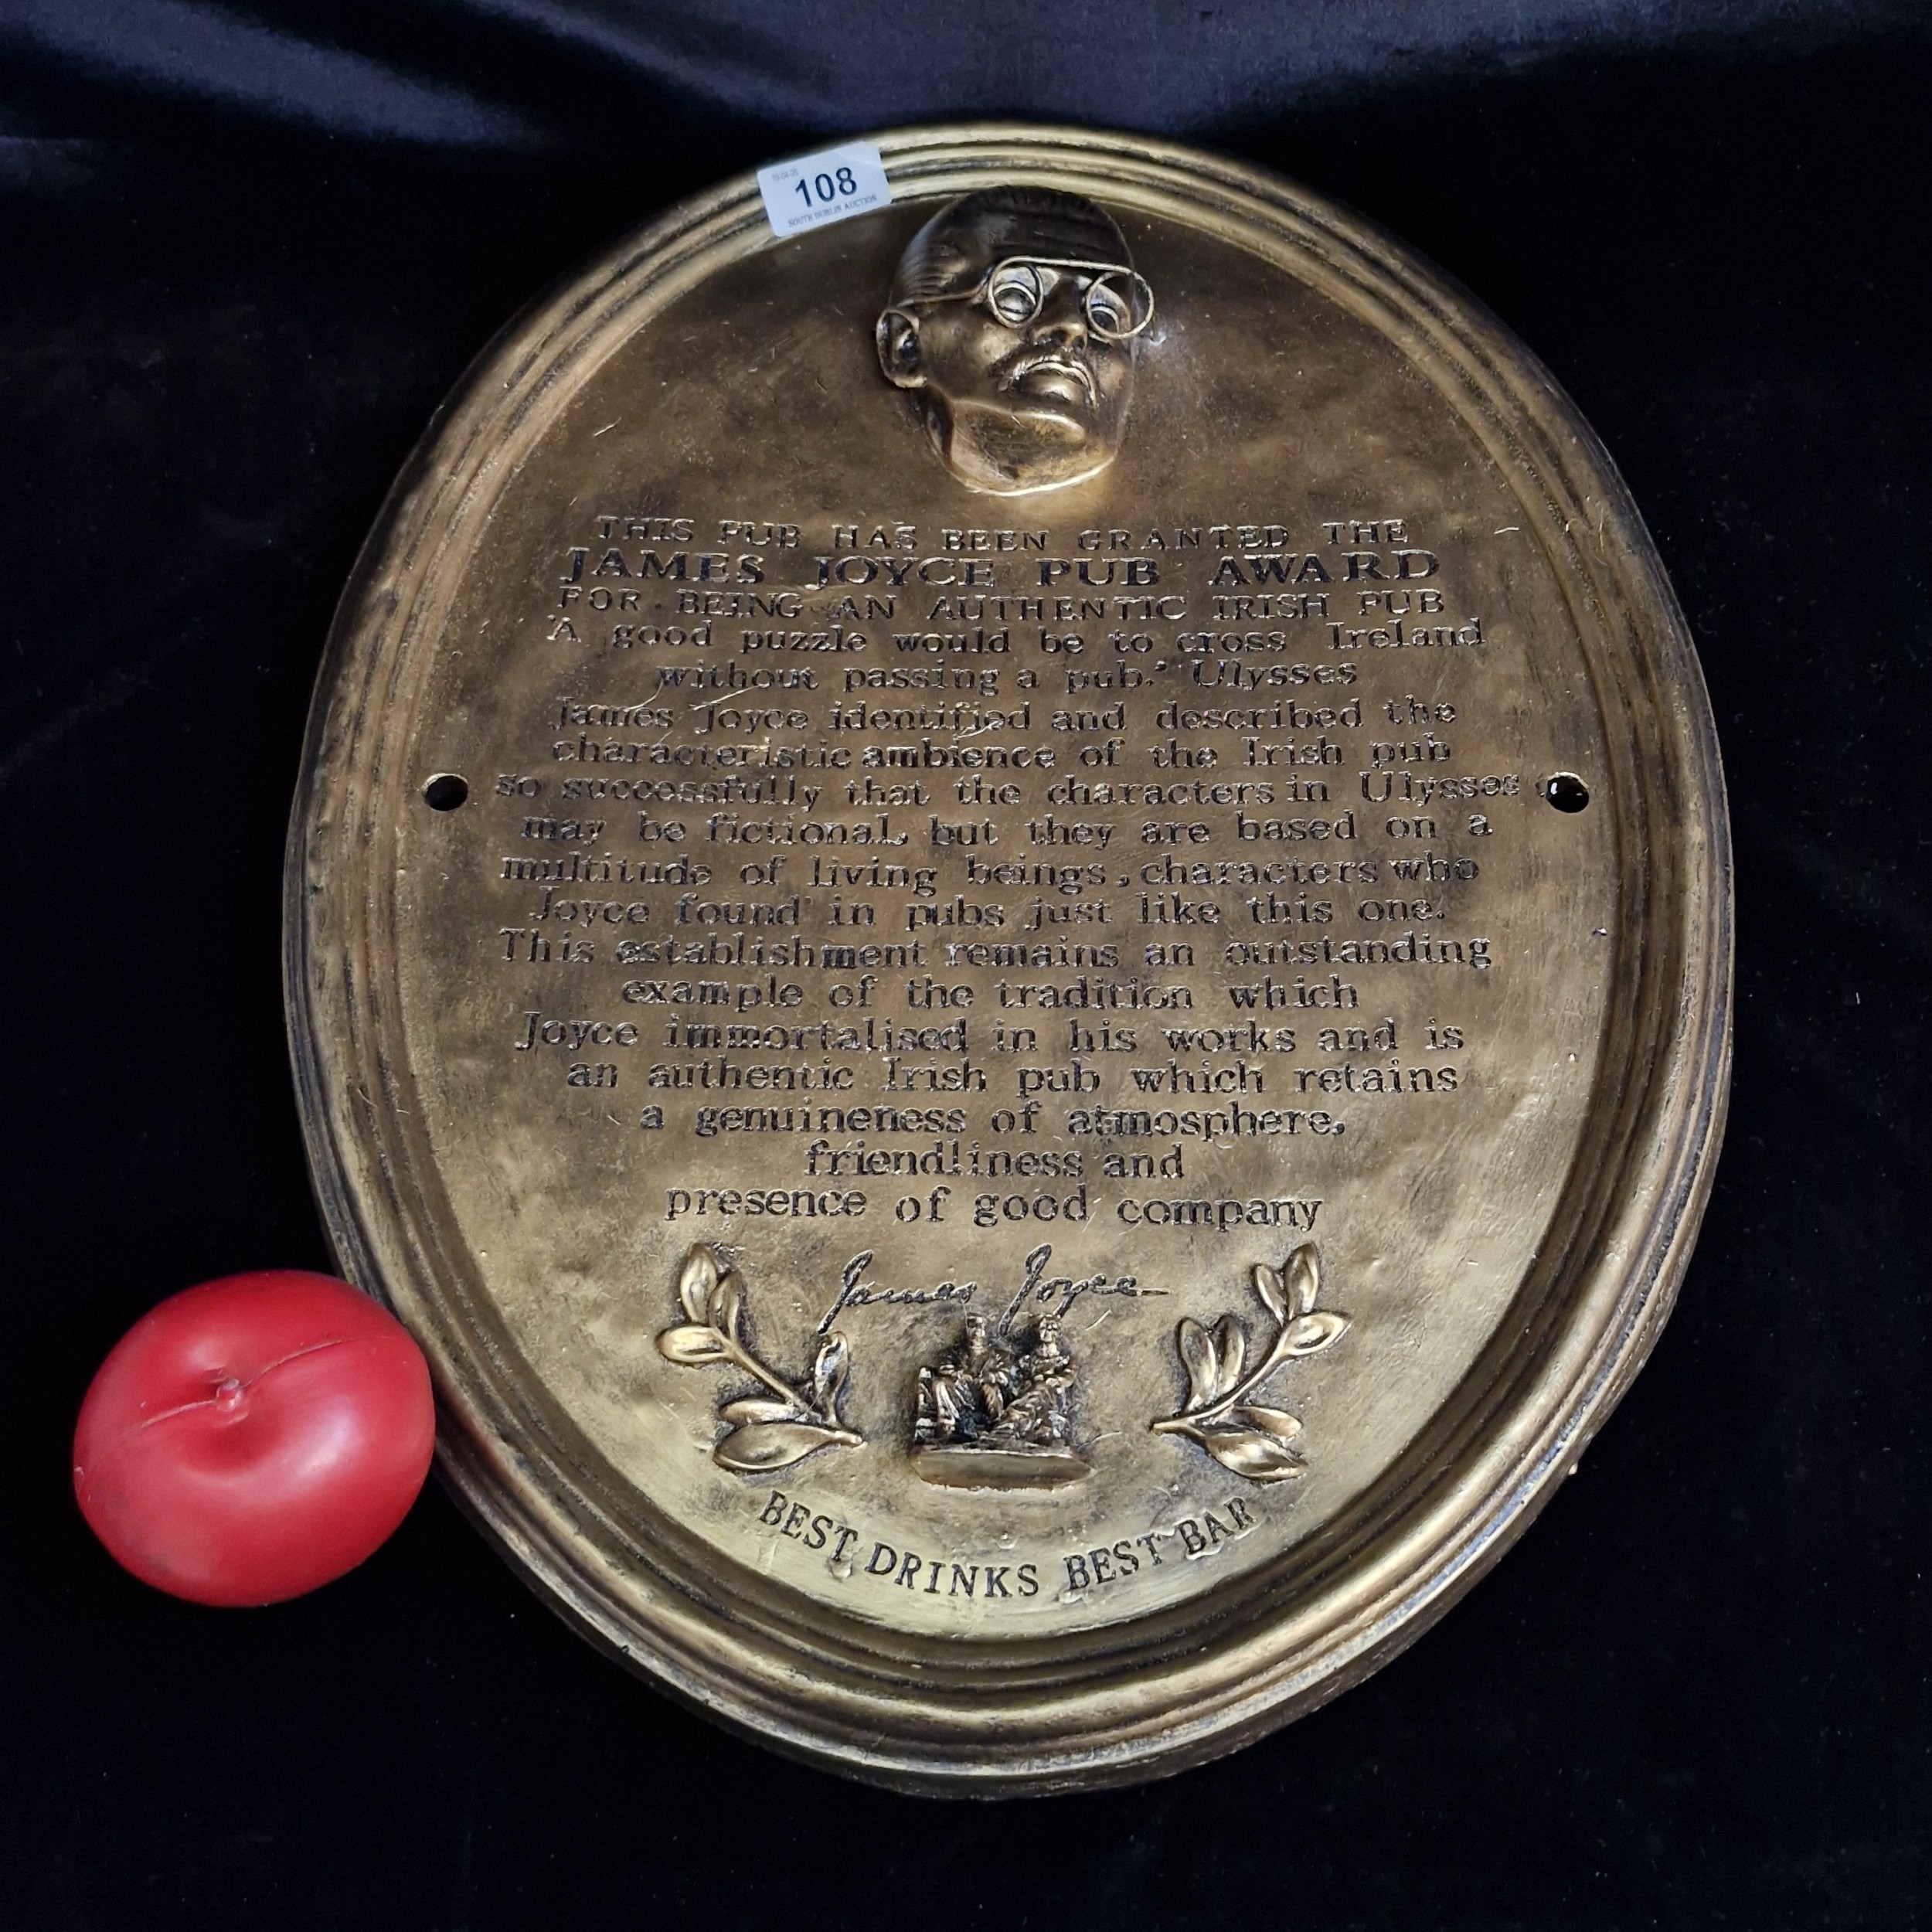 108
SOUTH DUBLIN AUCTION
THIS PUB HAS BEEN GRANTED THE
JAMES JOYCE PUB AWARD
FOR BEING AN AUTHENTIC IRISH PUB
'A good puzzle would be to cross Ireland
without passing a pub.' Ulysses
James Joyce identified and described the
characteristic ambience of the Irish pub
so successfully that the characters in Ulysses
may be fictional, but they are based on a
multitude of living beings, characters who
Joyce found in pubs just like this one.
This establishment remains an outstanding
example of the tradition which
Joyce immortalised in his works and is
an authentic Irish pub which retains
a genuineness of atmosphere,
friendliness and
presence of good company
James Joyce
BEST DRINKS BEST BAR